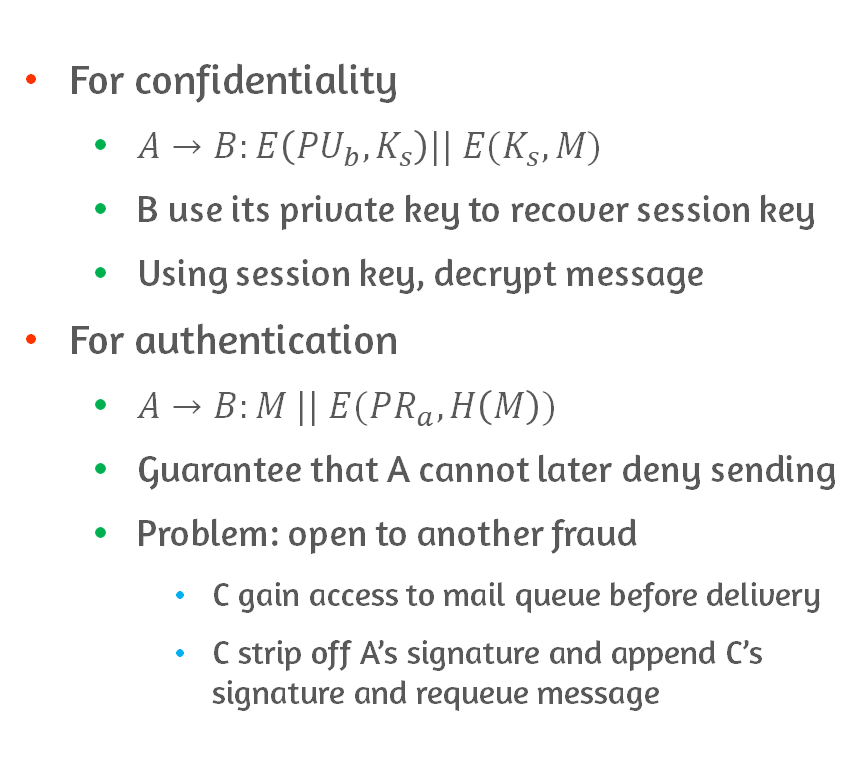 • For confidentiality
• A → B: E(PU_b, K_s)|| E(K_s, M)
• B use its private key to recover session key
• Using session key, decrypt message
• For authentication
• A → B: M || E(PR_a, H(M))
• Guarantee that A cannot later deny sending
• Problem: open to another fraud
• C gain access to mail queue before delivery
• C strip off A’s signature and append C’s
signature and requeue message